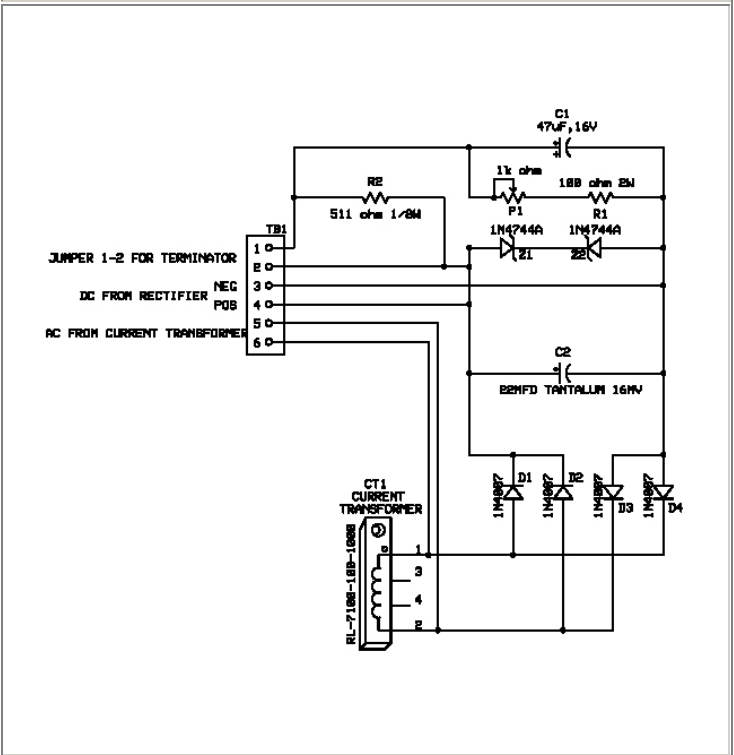 C1
47uF,16V
1k ohm
100 ohm 2W
P1
R1
R2
511 ohm 1/8W
1N4744A
1N4744A
Z1
Z2
TB1
1
2
3
4
5
6
JUMPER 1-2 FOR TERMINATOR
NEG
DC FROM RECTIFIER
POS
AC FROM CURRENT TRANSFORMER
C2
22MFD TANTALUM 16MV
D1
D2
D3
D4
1N4007
1N4007
1N4007
1N4007
CT1
CURRENT
TRANSFORMER
RL-7100-100-1000
1
3
4
2